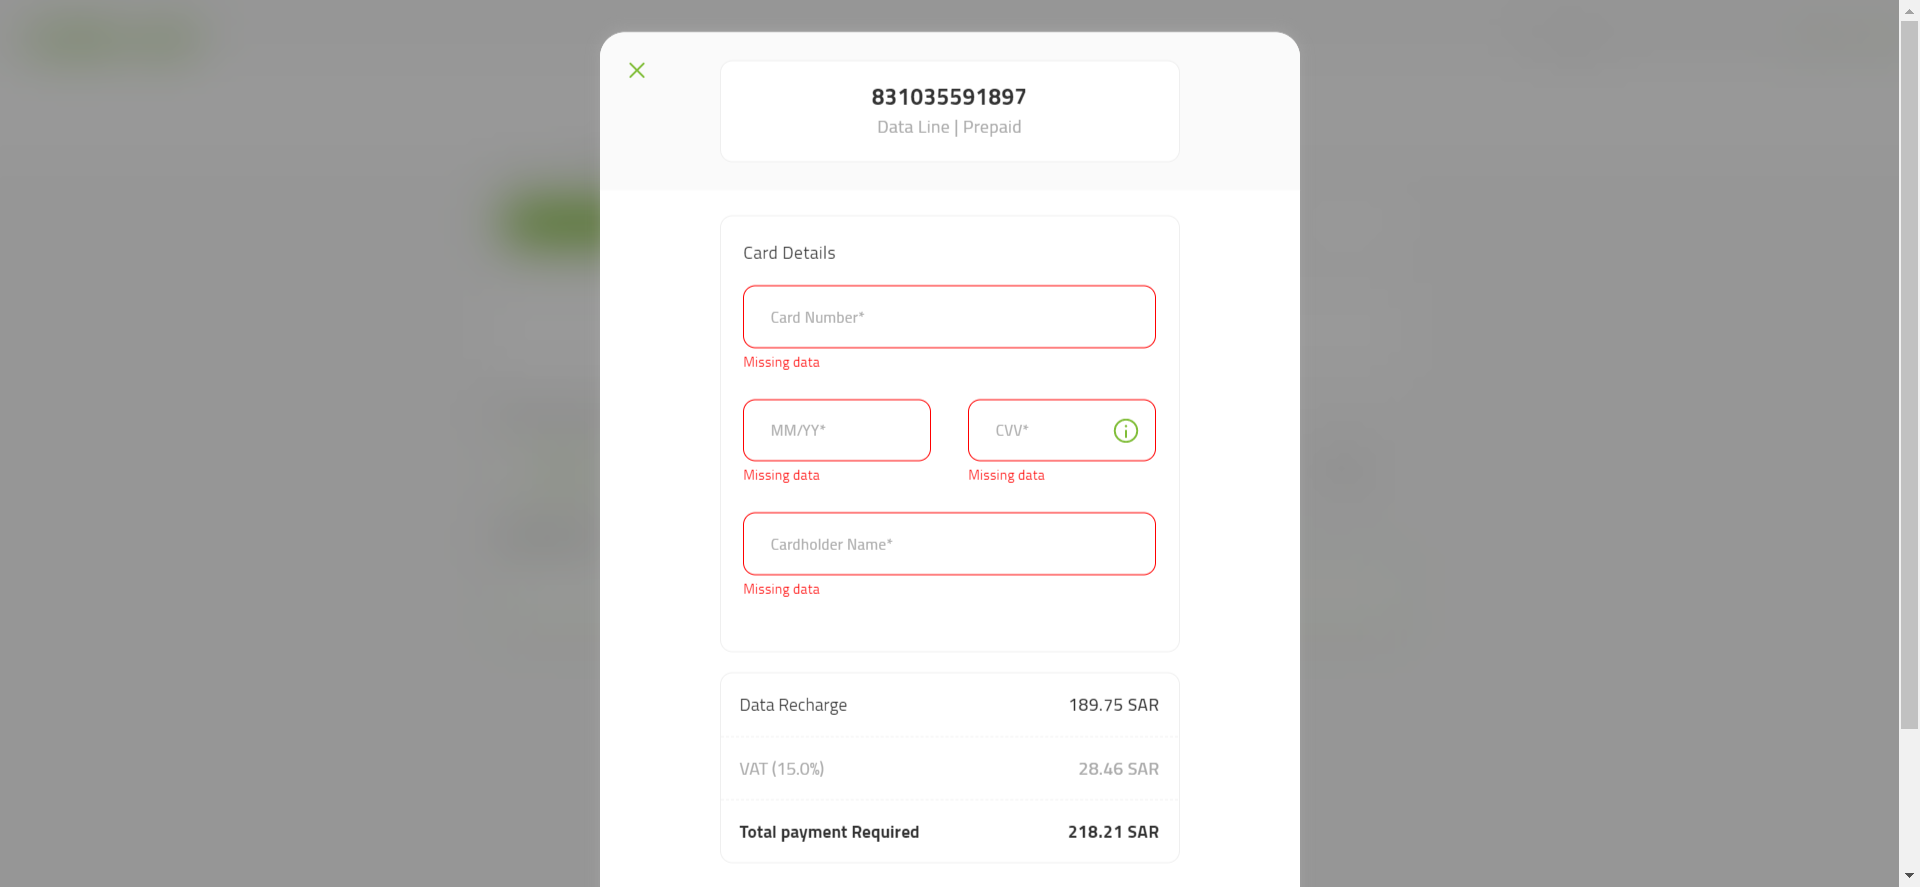 831035591897
Data Line | Prepaid
Card Details
Card Number*
Missing data
MM/YY*
CVV*
Missing data
Missing data
Cardholder Name*
Missing data
Data Recharge 189.75 SAR
VAT (15.0%) 28.46 SAR
Total payment Required 218.21 SAR